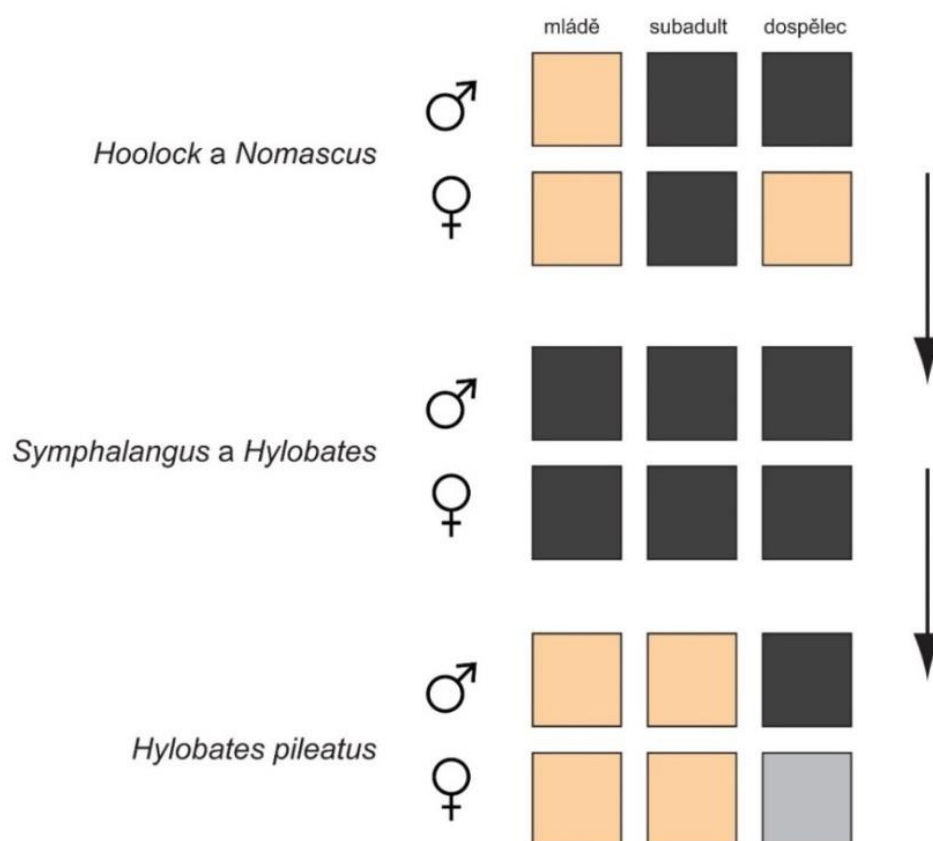 mládě subadult dospělec
Hoolock a Nomascus
Symphalangus a Hylobates
Hylobates pileatus